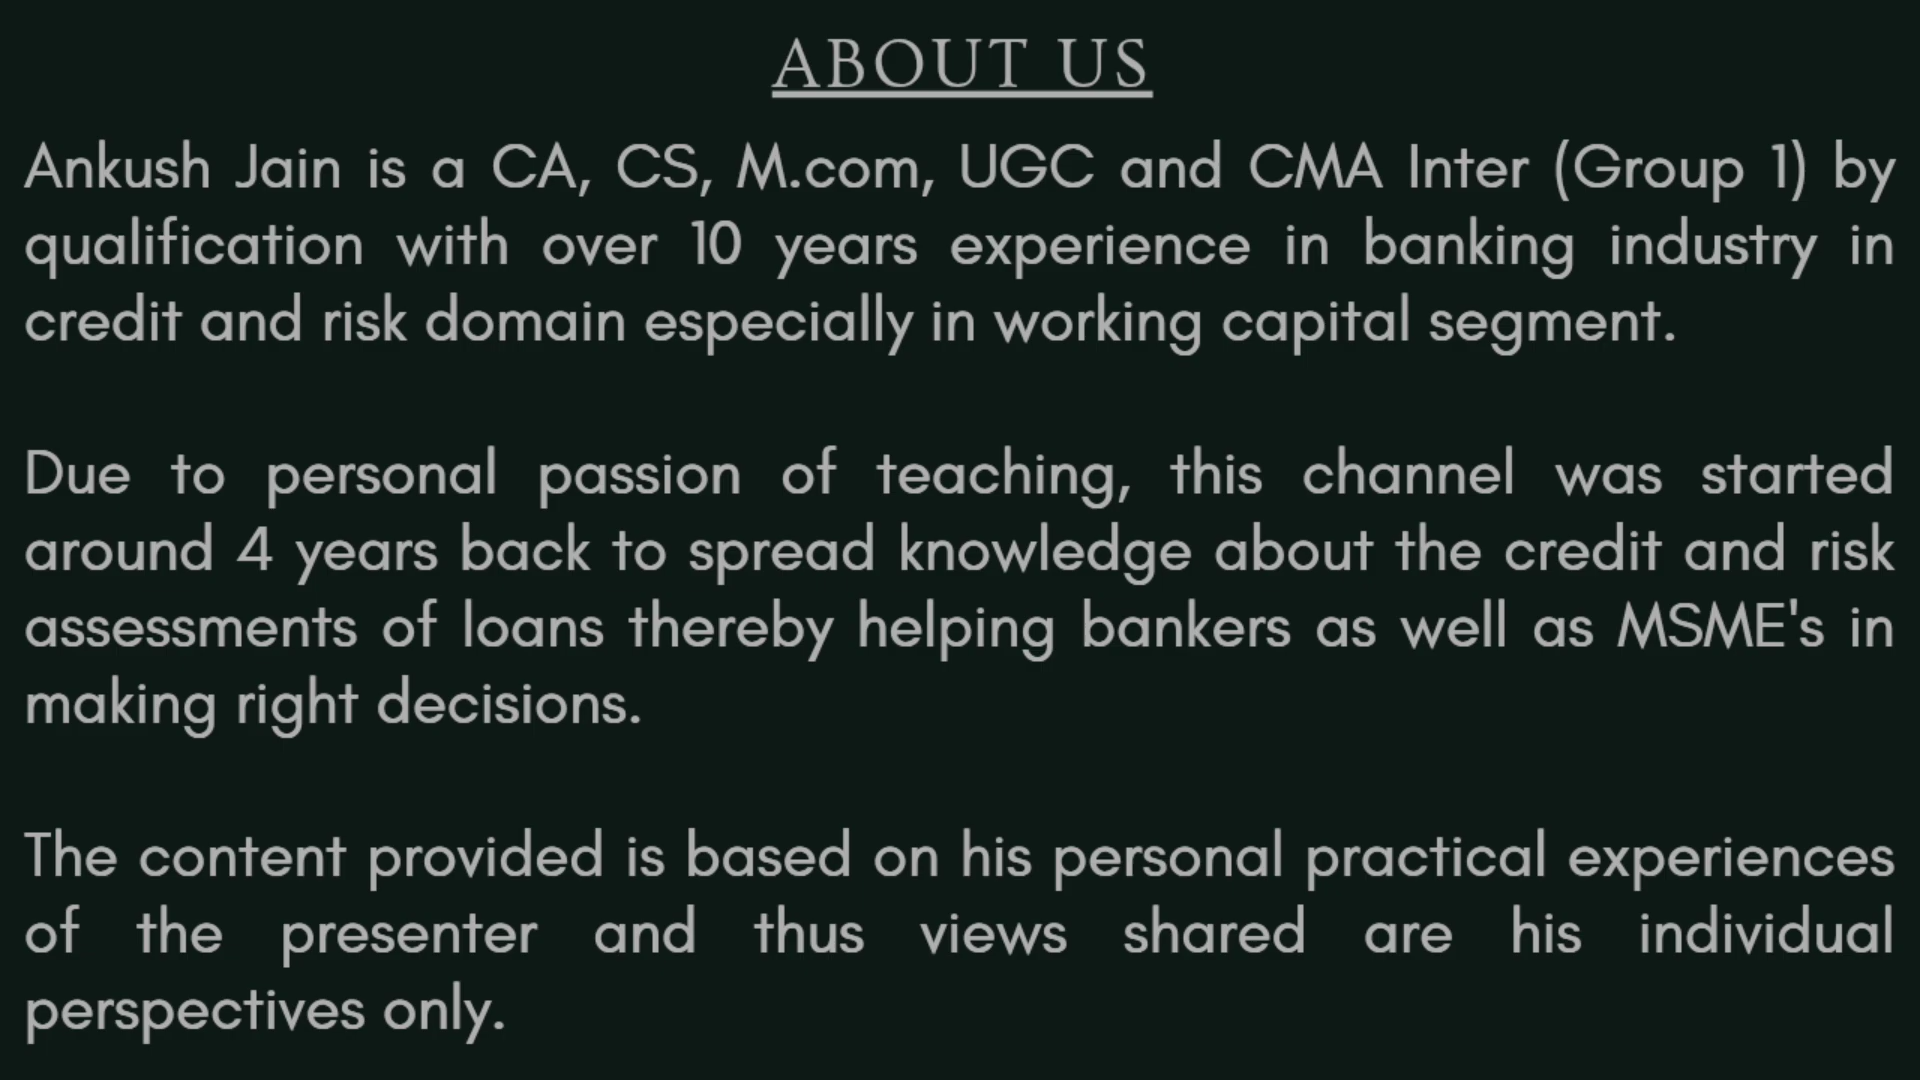 ABOUT US
Ankush Jain is a CA, CS, M.com, UGC and CMA Inter (Group 1) by
qualification with over 10 years experience in banking industry in
credit and risk domain especially in working capital segment.
Due to personal passion of teaching, this channel was started
around 4 years back to spread knowledge about the credit and risk
assessments of loans thereby helping bankers as well as MSME's in
making right decisions.
The content provided is based on his personal practical experiences
of the presenter and thus views shared are his individual
perspectives only.